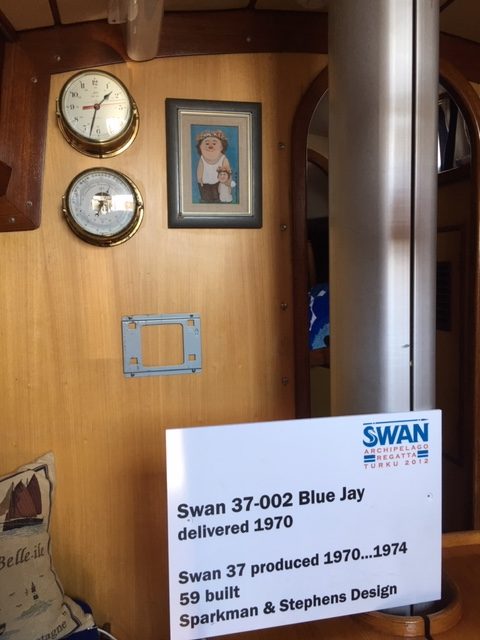 SWAN
ARCHIPELAGO
REGATTA
TURKU 2012
Swan 37-002 Blue Jay
delivered 1970
Swan 37 produced 1970...1974
59 built
Sparkman & Stephens Design
Belle-ile